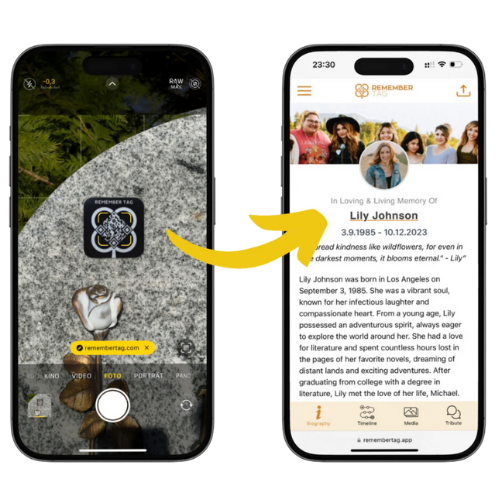 -0,3
RAW
MAX
REMEMBER TAG
remembertag.com ×
KINO VIDEO FOTO PORTRÄT PAN
23:30
REMEMBER
TAG
In Loving & Living Memory Of
Lily Johnson
3.9.1985 - 10.12.2023
read kindness like wildflowers, for even in
darkest moments, it blooms eternal." - Lily"
Lily Johnson was born in Los Angeles on
September 3, 1985. She was a vibrant soul,
known for her infectious laughter and
compassionate heart. From a young age, Lily
possessed an adventurous spirit, always eager
to explore the world around her. She had a love
for literature and spent countless hours lost in
the pages of her favorite novels, dreaming of
distant lands and exciting adventures. After
graduating from college with a degree in
literature, Lily met the love of her life, Michael.
Biography Timeline Media Tribute
remembertag.app